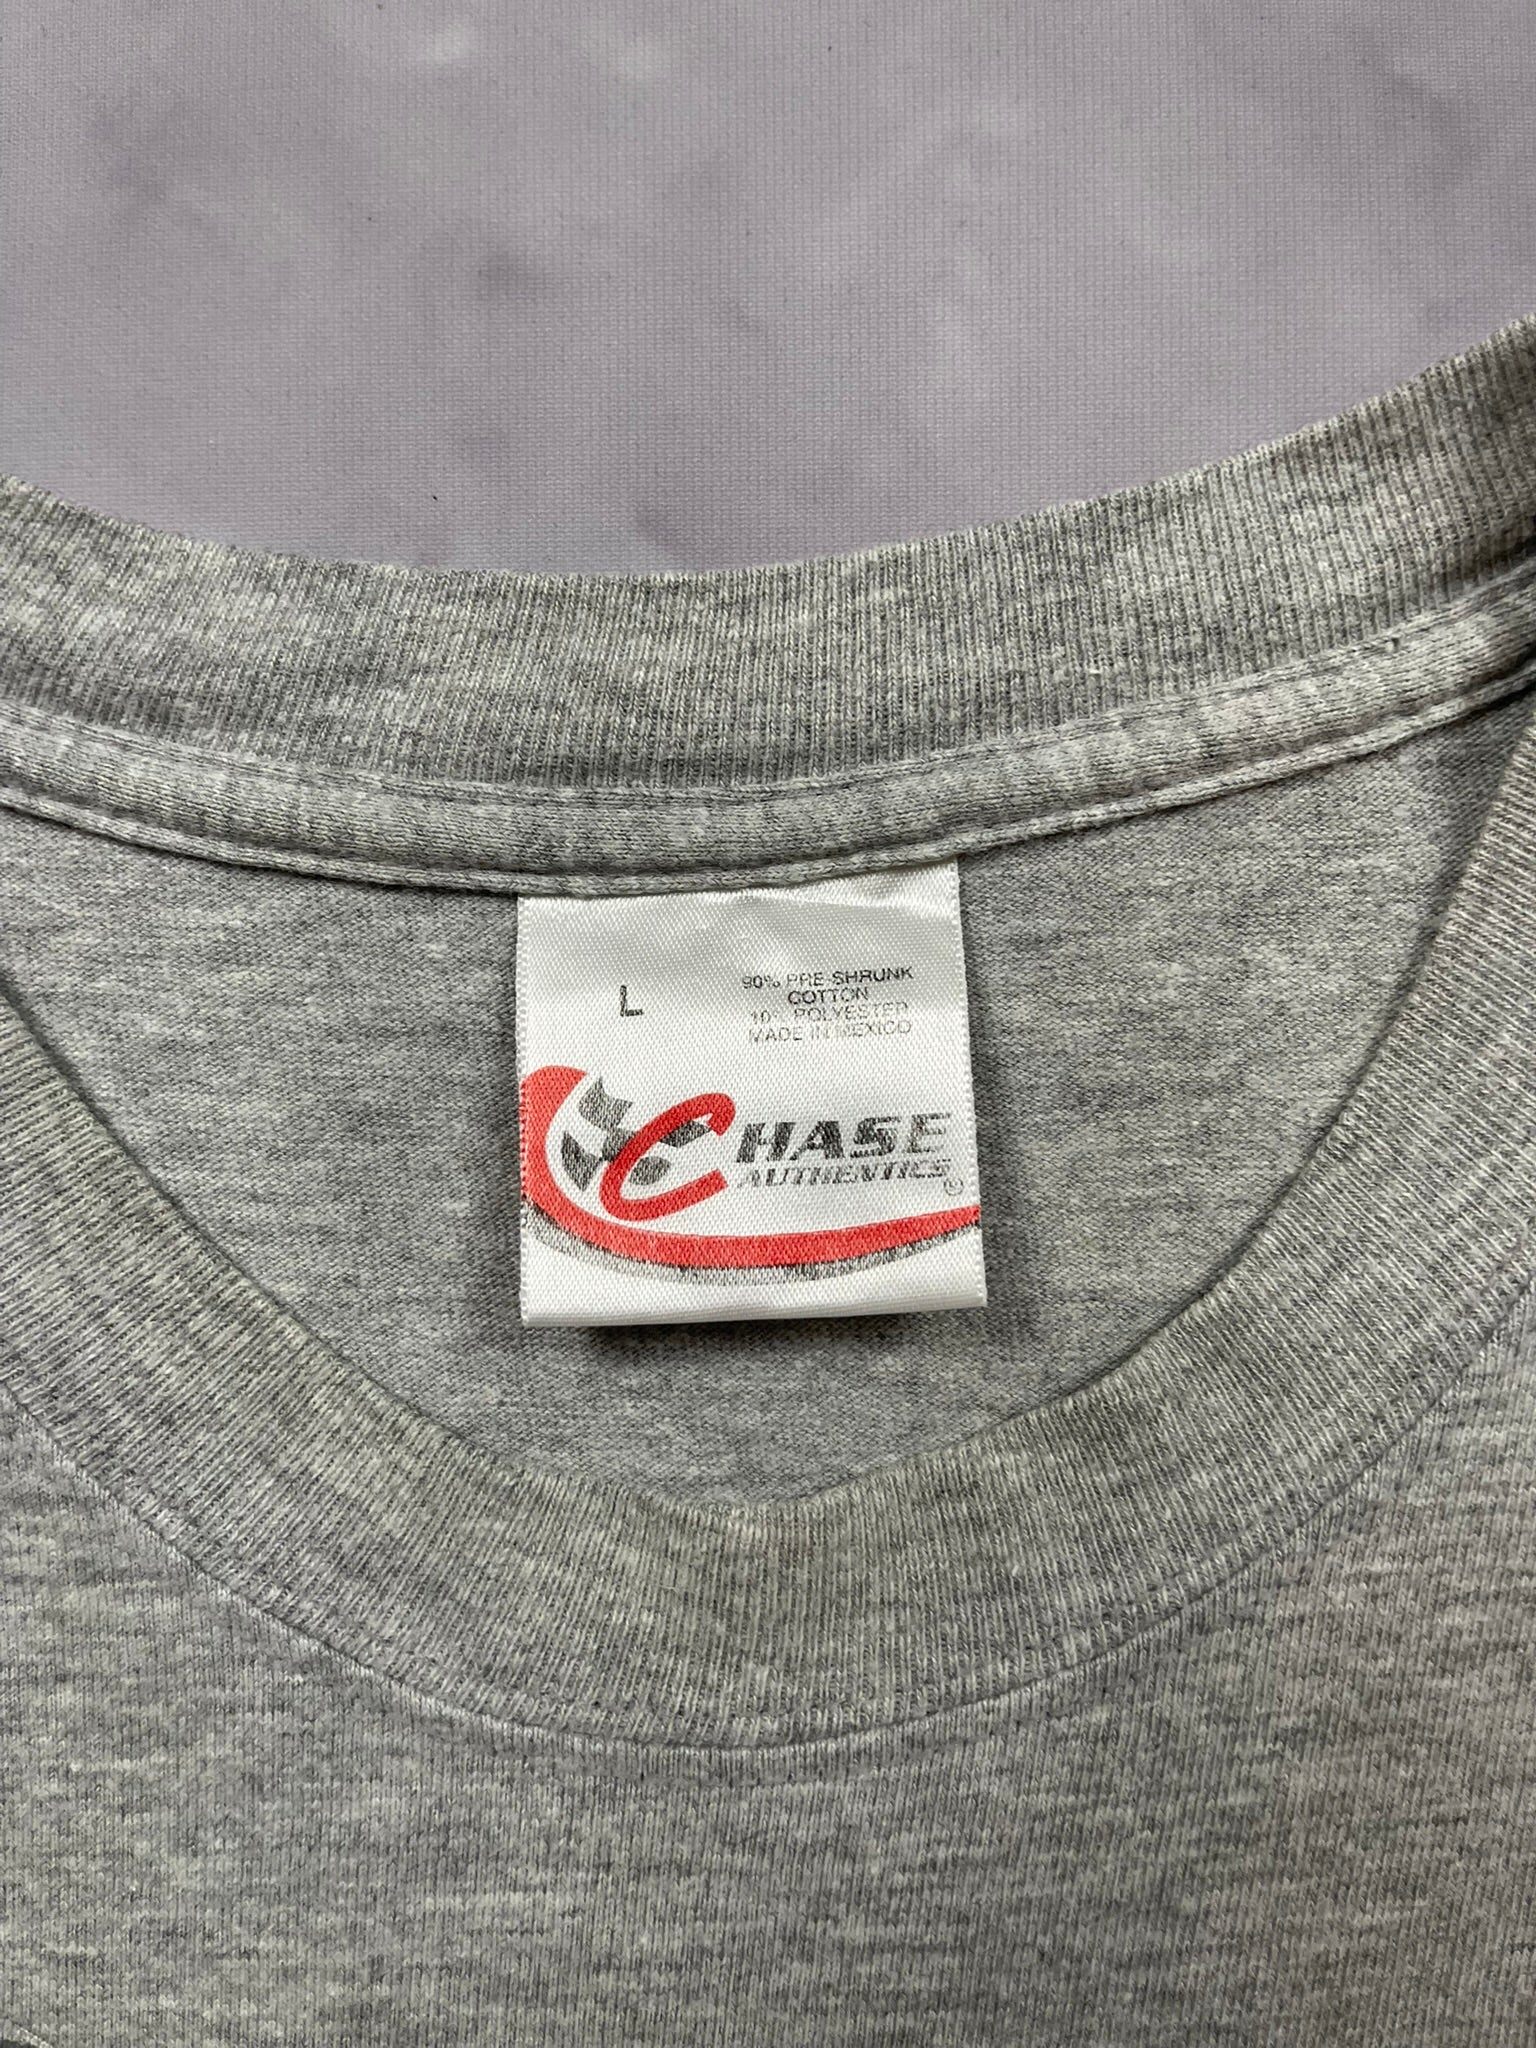 L
90% PRE-SHRUNK
COTTON
10% POLYESTER
MADE IN MEXICO
CHASE
AUTHENTICS